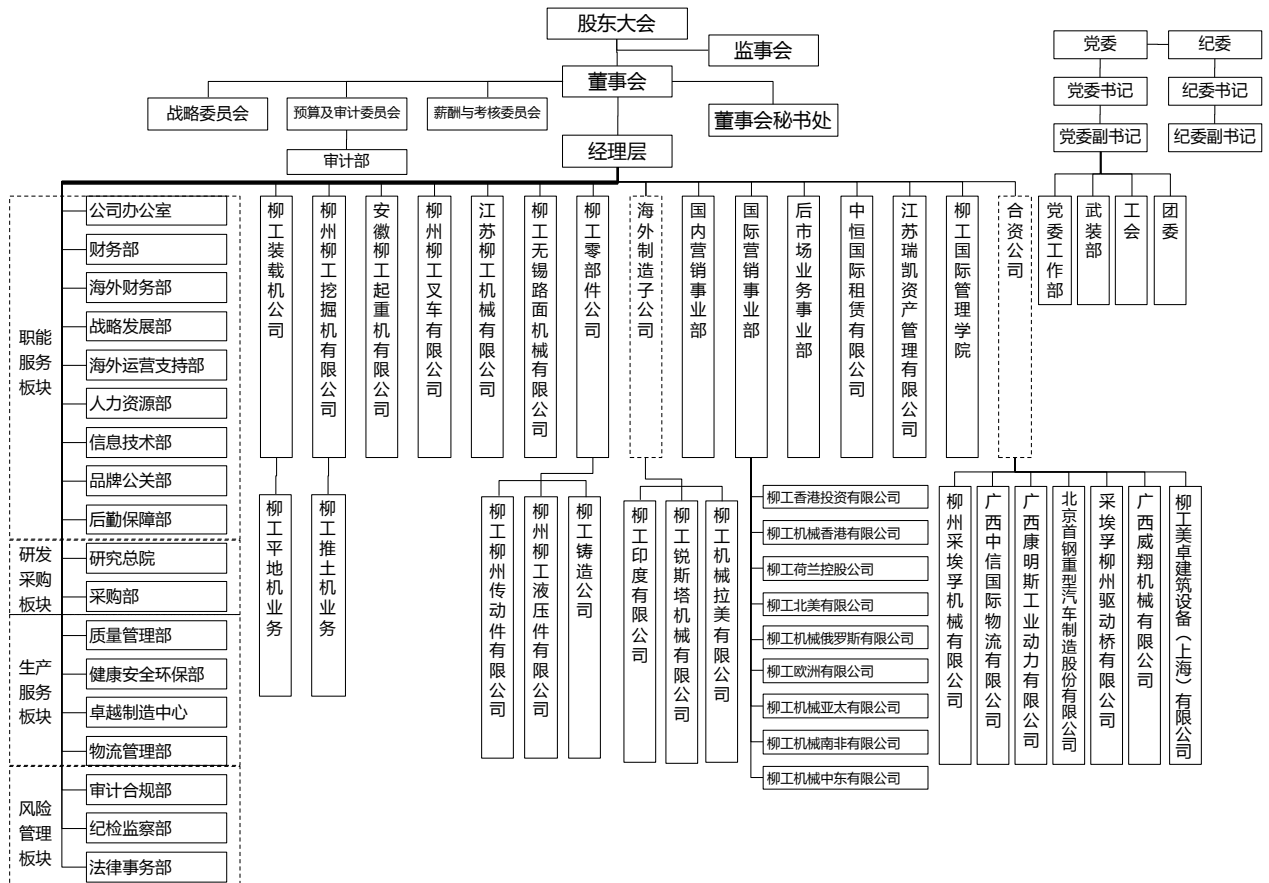 股东大会
监事会
董事会
战略委员会
预算及审计委员会
薪酬与考核委员会
董事会秘书处
审计部
经理层
党委
纪委
党委书记
纪委书记
党委副书记
纪委副书记
职能
服务
板块
公司办公室
财务部
海外财务部
战略发展部
海外运营支持部
人力资源部
信息技术部
品牌公关部
后勤保障部
研发
采购
板块
研究总院
采购部
生产
服务
板块
质量管理部
健康安全环保部
卓越制造中心
物流管理部
风险
管理
板块
审计合规部
纪检监察部
法律事务部
柳工装载机公司
柳州柳工挖掘机有限公司
安徽柳工起重机有限公司
柳州柳工叉车有限公司
江苏柳工机械有限公司
柳工无锡路面机械有限公司
柳工零部件公司
海外制造子公司
国内营销事业部
国际营销事业部
后市场业务事业部
中恒国际租赁有限公司
江苏瑞凯资产管理有限公司
柳工国际管理学院
合资公司
党委工作部
武装部
工会
团委
柳工平地机业务
柳工推土机业务
柳工柳州传动件有限公司
柳州柳工液压件有限公司
柳工铸造公司
柳工印度有限公司
柳工锐斯塔机械有限公司
柳工机械拉美有限公司
柳工香港投资有限公司
柳工机械香港有限公司
柳工荷兰控股公司
柳工北美有限公司
柳工机械俄罗斯有限公司
柳工欧洲有限公司
柳工机械亚太有限公司
柳工机械南非有限公司
柳工机械中东有限公司
柳州采埃孚机械有限公司
广西中信国际物流有限公司
广西康明斯工业动力有限公司
北京首钢重型汽车制造股份有限公司
采埃孚柳州驱动桥有限公司
广西威翔机械有限公司
柳工美卓建筑设备（上海）有限公司